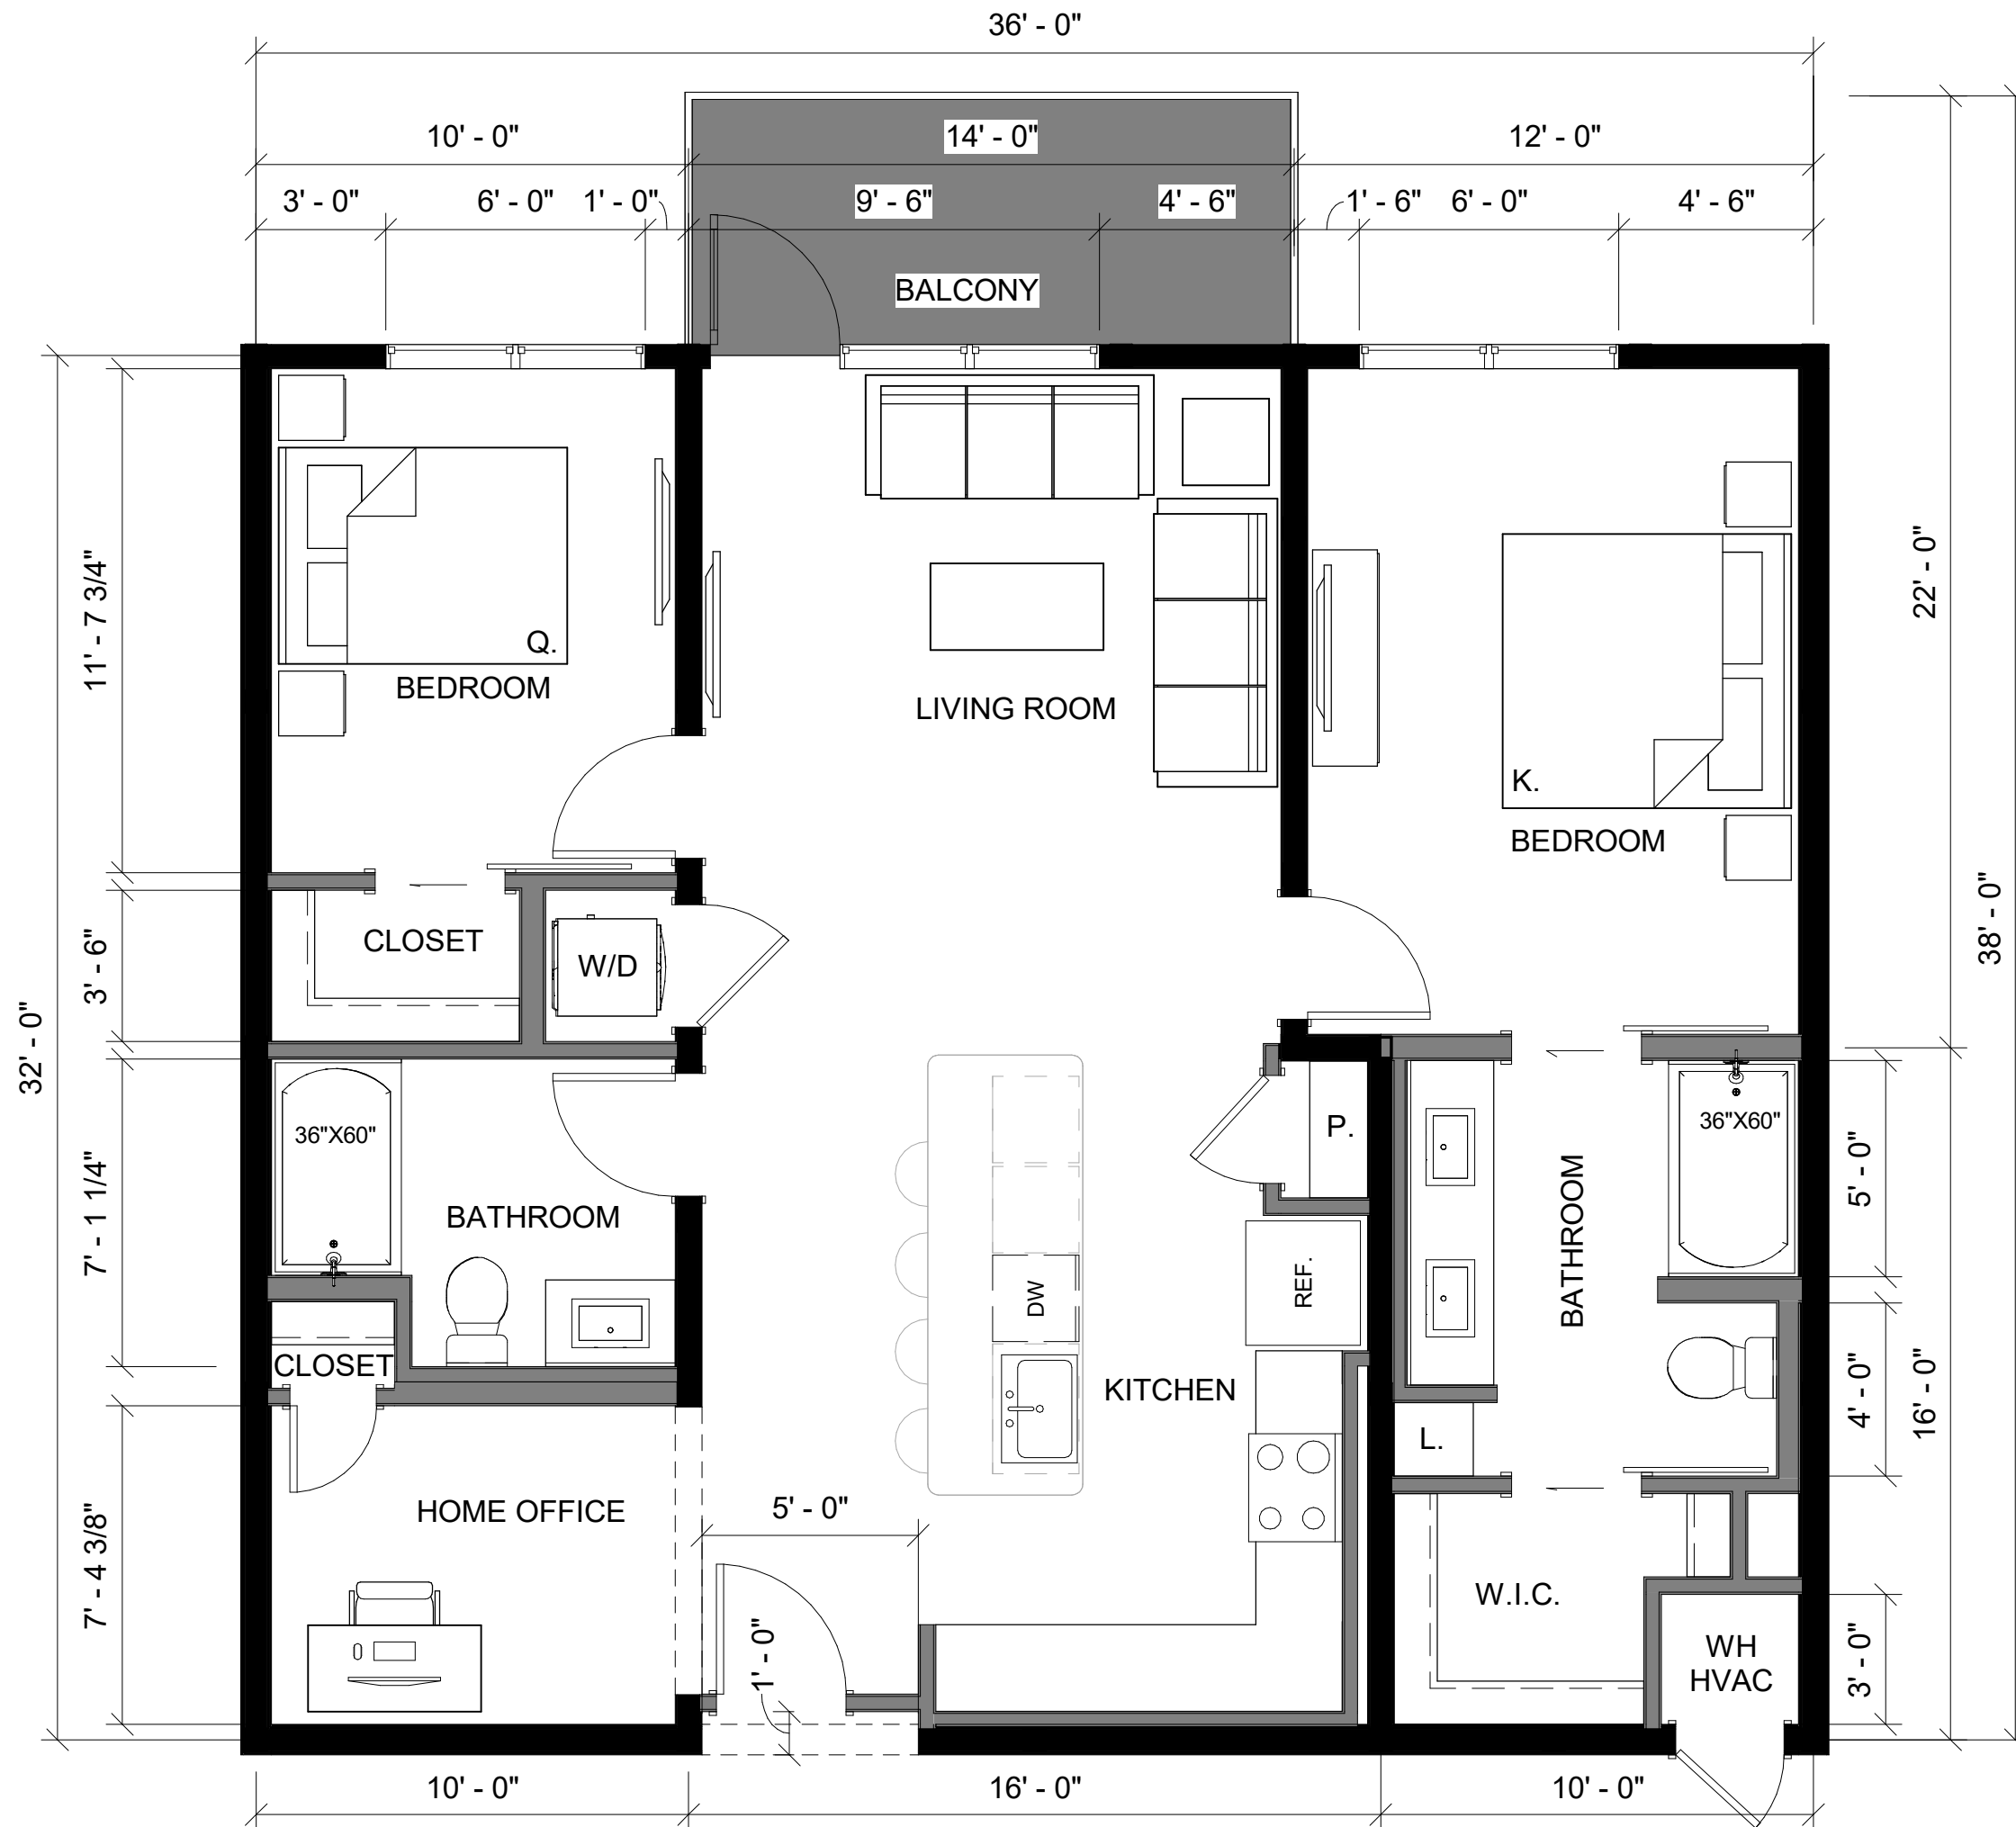 36' - 0"
10' - 0"
14' - 0"
12' - 0"
3' - 0"
6' - 0"
1' - 0"
9' - 6"
4' - 6"
1' - 6"
6' - 0"
4' - 6"
BALCONY
11' - 7 3/4"
Q.
BEDROOM
LIVING ROOM
K.
BEDROOM
22' - 0"
38' - 0"
3' - 6"
CLOSET
W/D
32' - 0"
36"X60"
P.
36"X60"
7' - 1 1/4"
BATHROOM
DW
REF.
BATHROOM
5' - 0"
CLOSET
KITCHEN
4' - 0"
16' - 0"
L.
HOME OFFICE
5' - 0"
7' - 4 3/8"
1' - 0"
W.I.C.
WH
HVAC
3' - 0"
10' - 0"
16' - 0"
10' - 0"